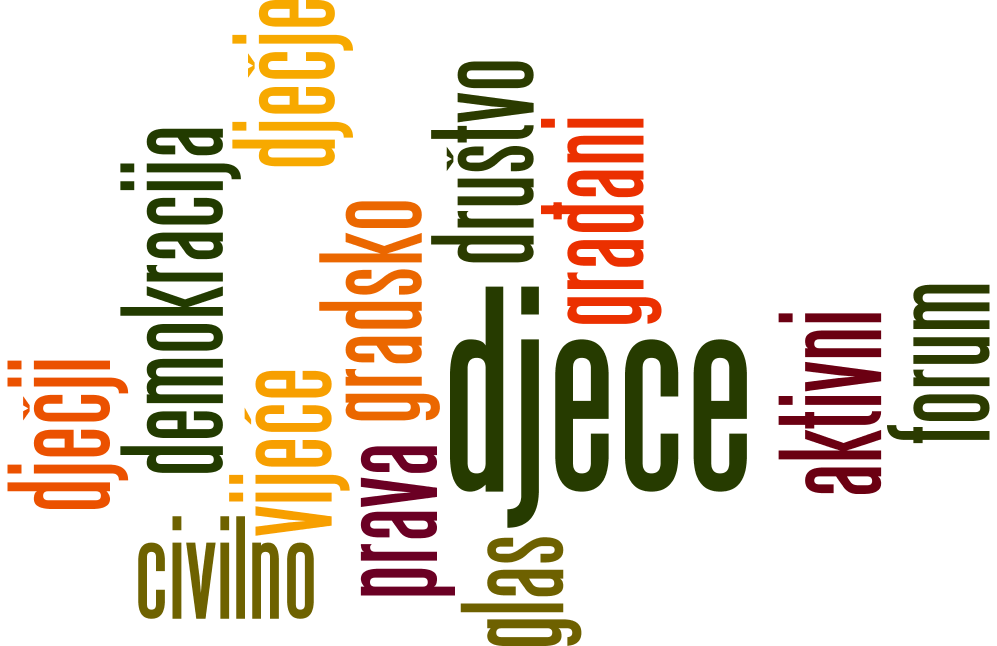 dječje
društvo
građani
demokracija
gradsko
djece
forum
aktivni
dječji
vijeće
prava
civilno
glas